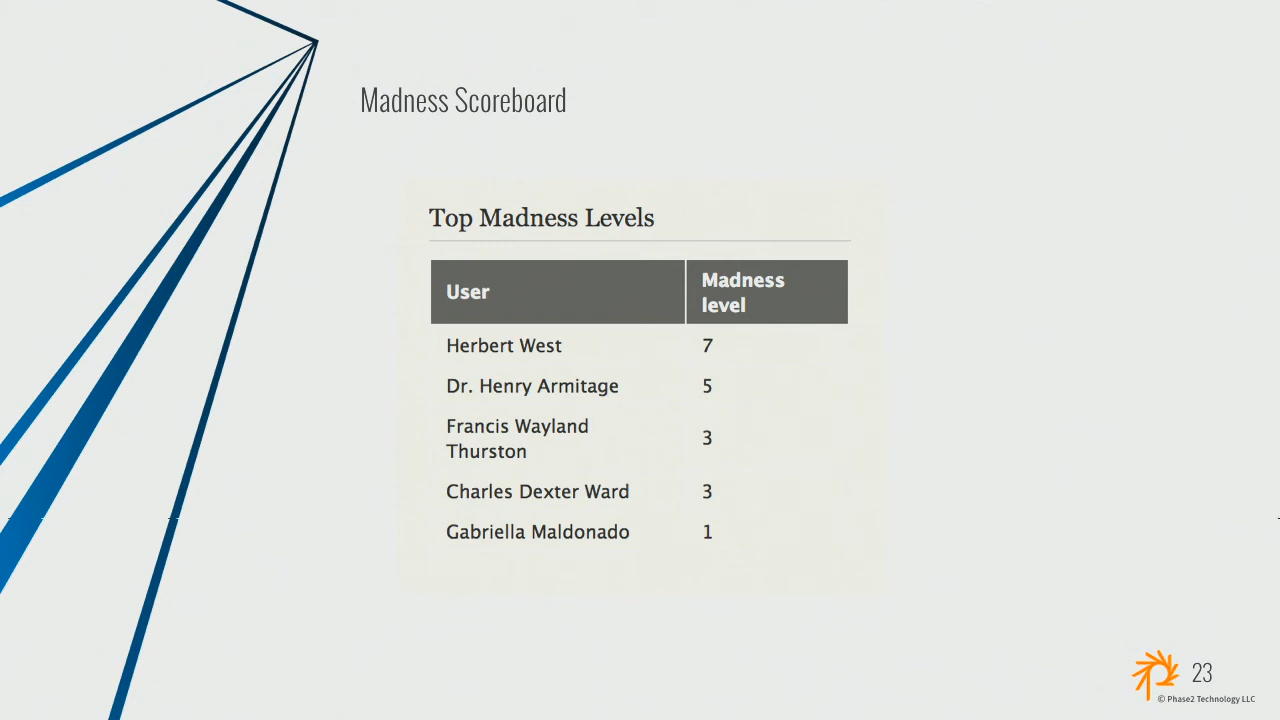 Madness Scoreboard
Top Madness Levels
User
Madness
level
Herbert West
7
Dr. Henry Armitage
5
Francis Wayland
Thurston
3
Charles Dexter Ward
3
Gabriella Maldonado
1
23
© Phase2 Technology LLC